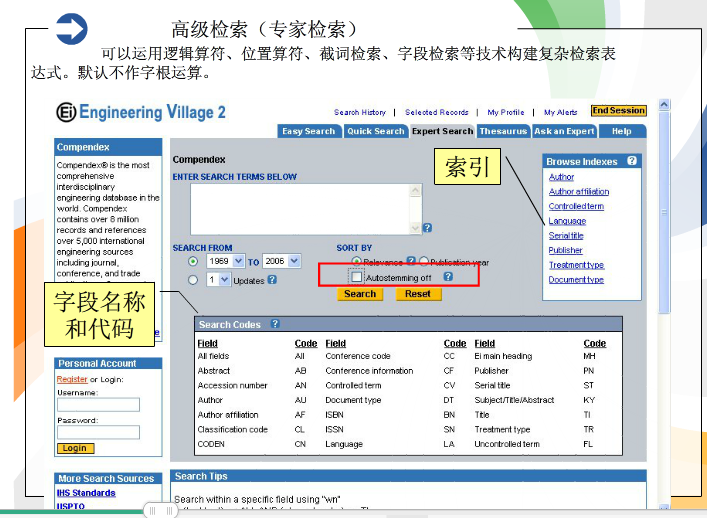 高级检索（专家检索）
可以运用逻辑算符、位置算符、截词检索、字段检索等技术构建复杂检索表
达式。默认不作字根运算。
Ei Engineering Village 2
Search History | Selected Records | My Profile | My Alerts End Session
Easy Search Quick Search Expert Search Thesaurus Ask an Expert Help
Compendex
Compendex® is the most
comprehensive
interdisciplinary
engineering database in the
world. Compendex
contains over 8 million
records and references
over 5,000 international
engineering sources
including journal,
conference, and trade
字段名称
和代码
Personal Account
Register or Login:
Username:
Password:
Login
More Search Sources
IHS Standards
USPTO
Compendex
ENTER SEARCH TERMS BELOW
索引
SEARCH FROM
1969 TO 2006
1 Updates
SORT BY
Relevance Publication year
Autostemming off
Search Reset
Browse Indexes
Author
Author affiliation
Controlled term
Language
Serial title
Publisher
Treatment type
Document type
Search Codes
Field Code Field Code Field Code
All fields All Conference code CC Ei main heading MH
Abstract AB Conference information CF Publisher PN
Accession number AN Controlled term CV Serial title ST
Author AU Document type DT Subject/Title/Abstract KY
Author affiliation AF ISBN BN Title TI
Classification code CL ISSN SN Treatment type TR
CODEN CN Language LA Uncontrolled term FL
Search Tips
Search within a specific field using "wn"